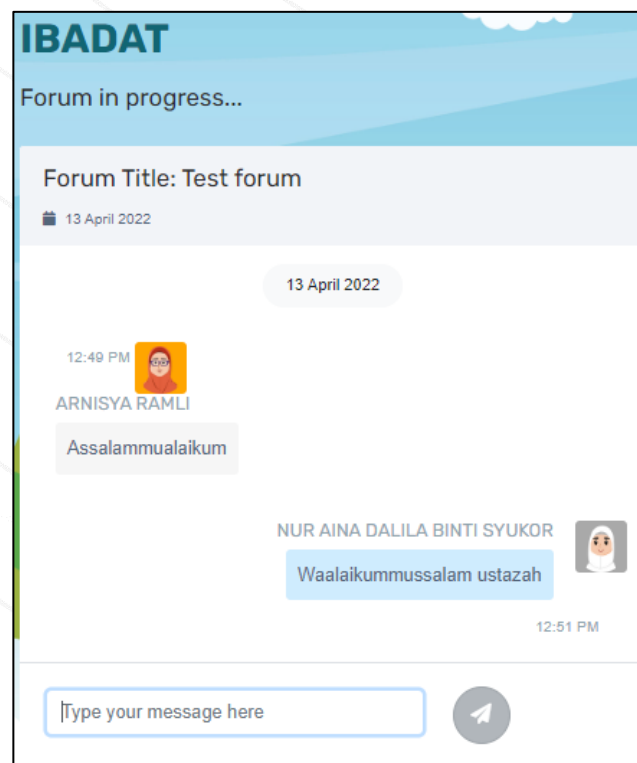 IBADAT
Forum in progress...
Forum Title: Test forum
13 April 2022
13 April 2022
12:49 PM
ARNISYA RAMLI
Assalammualaikum
NUR AINA DALILA BINTI SYUKOR
Waalaikummussalam ustazah
12:51 PM
Type your message here